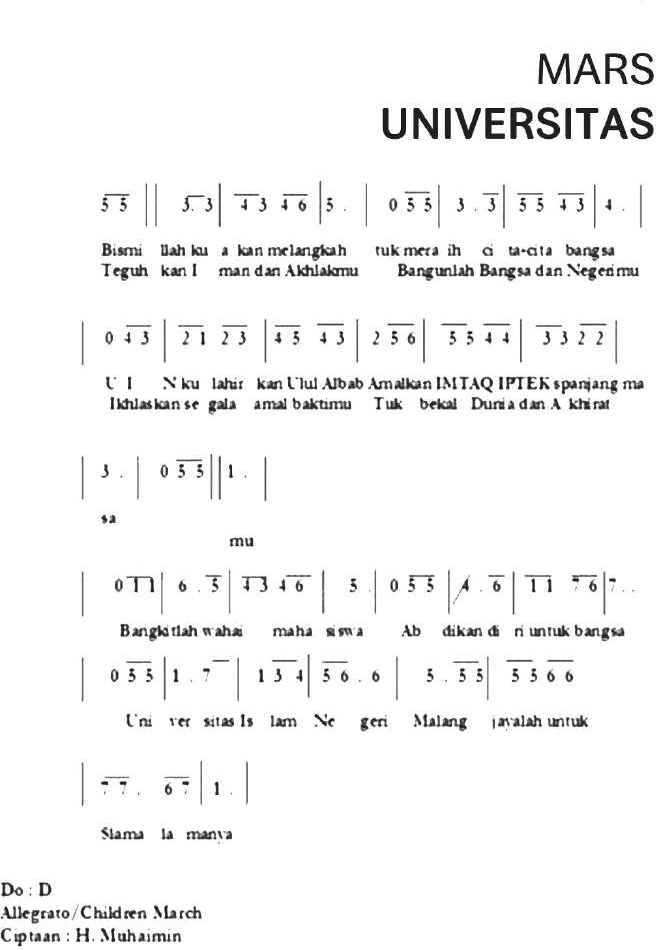 MARS
UNIVERSITAS
5 5 || 3. 3 | 4 3 4 6 | 5 . | 0 5 5 | 3 . 3 | 5 5 4 3 | 4 . |
Bismi llah ku a kan melangkah tuk mera ih ci ta-cita bangsa
Teguh kan I man dan Akhlakmu Bangunlah Bangsa dan Negerimu
| 0 4 3 | 2 1 2 3 | 4 5 4 3 | 2 5 6 | 5 5 4 4 | 3 3 2 2 |
U I N ku lahir kan Ulul Albab Amalkan IMTAQ IPTEK spanjang ma
Ikhlaskan se gala amal baktimu Tuk bekal Dunia dan A khirat
| 3 . | 0 5 5 || 1 . |
sa
mu
| 0 1 1 | 6 . 5 | 4 3 4 6 | 5 . | 0 5 5 | 4 . 6 | 1 1 7 6 | 7 . .
Bangkitlah wahai maha siswa Ab dikan di ri untuk bangsa
| 0 5 5 | 1 . 7 | 1 3 4 | 5 6 . 6 | 5 . 5 5 | 5 5 6 6
Uni ver sitas Is lam Ne geri Malang jayalah untuk
| 7 7 . 6 7 | 1 . |
Slama la manya
Do : D
Allegrato/Children March
Ciptaan : H. Muhaimin